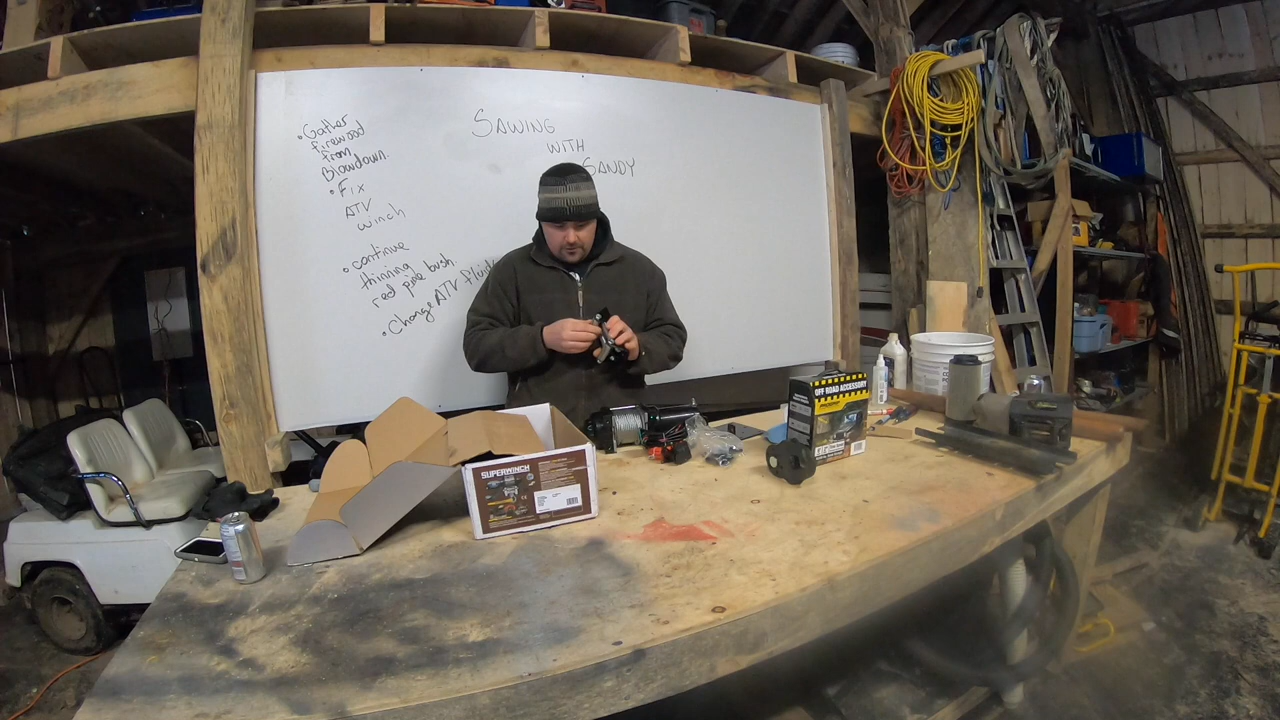 • Gather
firewood
from
Blowdown.
• Fix
ATV
winch
• continue
thinning
red pine bush
• Change ATV fluids
SAWING
WITH
SANDY
SUPERWINCH
OFF ROAD ACCESSORY